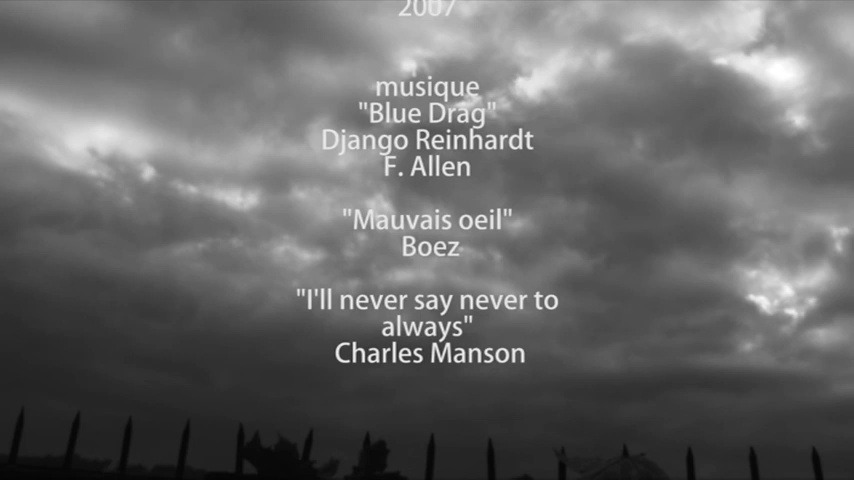 2007
musique
"Blue Drag"
Django Reinhardt
F. Allen
"Mauvais oeil"
Boez
"I'll never say never to
always"
Charles Manson